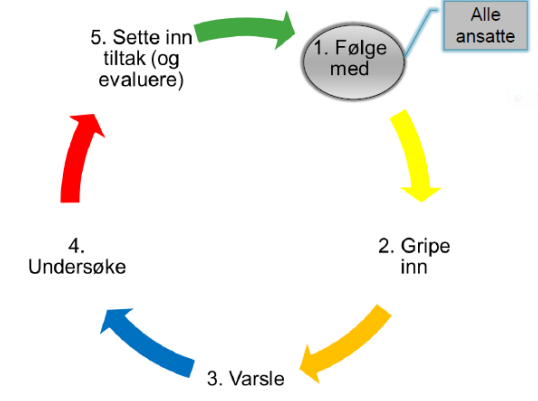 Alle
ansatte
1. Følge
med
2. Gripe
inn
3. Varsle
4.
Undersøke
5. Sette inn
tiltak (og
evaluere)